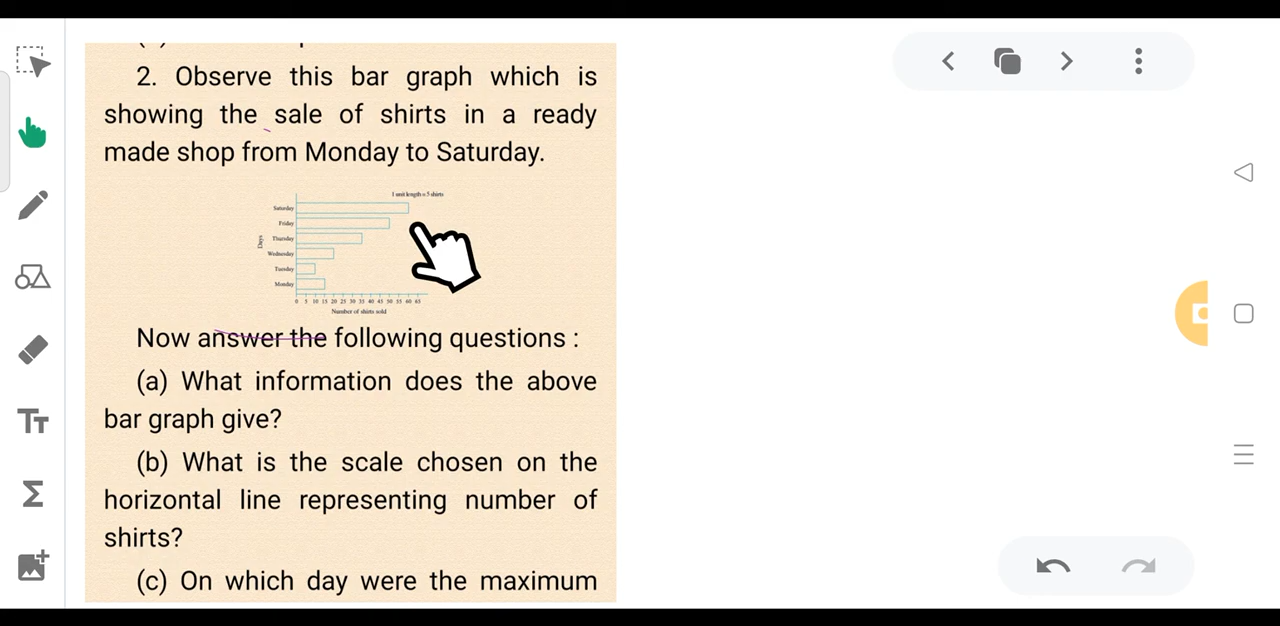 2. Observe this bar graph which is
showing the sale of shirts in a ready
made shop from Monday to Saturday.
1 unit length = 5 shirts
Saturday
Friday
Thursday
Wednesday
Tuesday
Monday
Days
0 5 10 15 20 25 30 35 40 45 50 55 60 65
Number of shirts sold
Now answer the following questions :
(a) What information does the above
bar graph give?
(b) What is the scale chosen on the
horizontal line representing number of
shirts?
(c) On which day were the maximum
TT
Σ